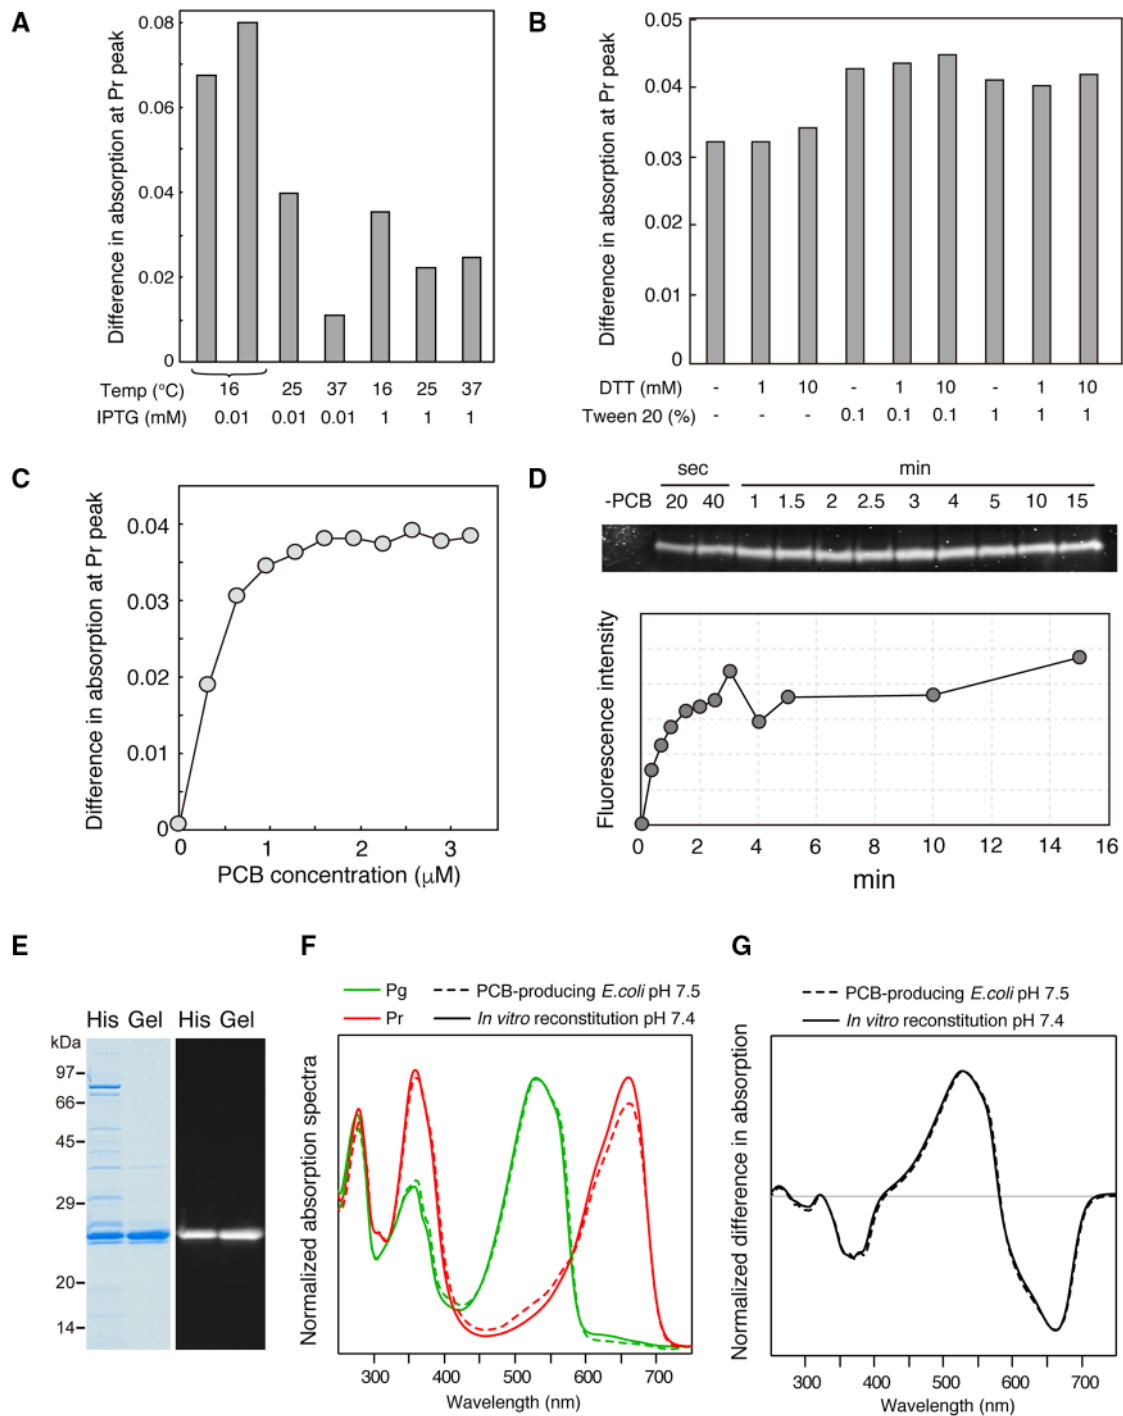 A
Difference in absorption at Pr peak
0.08
0.06
0.04
0.02
0
Temp (°C) 16 25 37 16 25 37
IPTG (mM) 0.01 0.01 0.01 1 1 1
B
Difference in absorption at Pr peak
0.05
0.04
0.03
0.02
0.01
0
DTT (mM) - 1 10 - 1 10 - 1 10
Tween 20 (%) - - - 0.1 0.1 0.1 1 1 1
C
Difference in absorption at Pr peak
0.04
0.03
0.02
0.01
0
0 1 2 3
PCB concentration (μM)
D
sec min
-PCB 20 40 1 1.5 2 2.5 3 4 5 10 15
Fluorescence intensity
0 2 4 6 8 10 12 14 16
min
E
His Gel His Gel
kDa
97
66
45
29
20
14
F
Pg PCB-producing E.coli pH 7.5
Pr In vitro reconstitution pH 7.4
Normalized absorption spectra
300 400 500 600 700
Wavelength (nm)
G
PCB-producing E.coli pH 7.5
In vitro reconstitution pH 7.4
Normalized difference in absorption
300 400 500 600 700
Wavelength (nm)